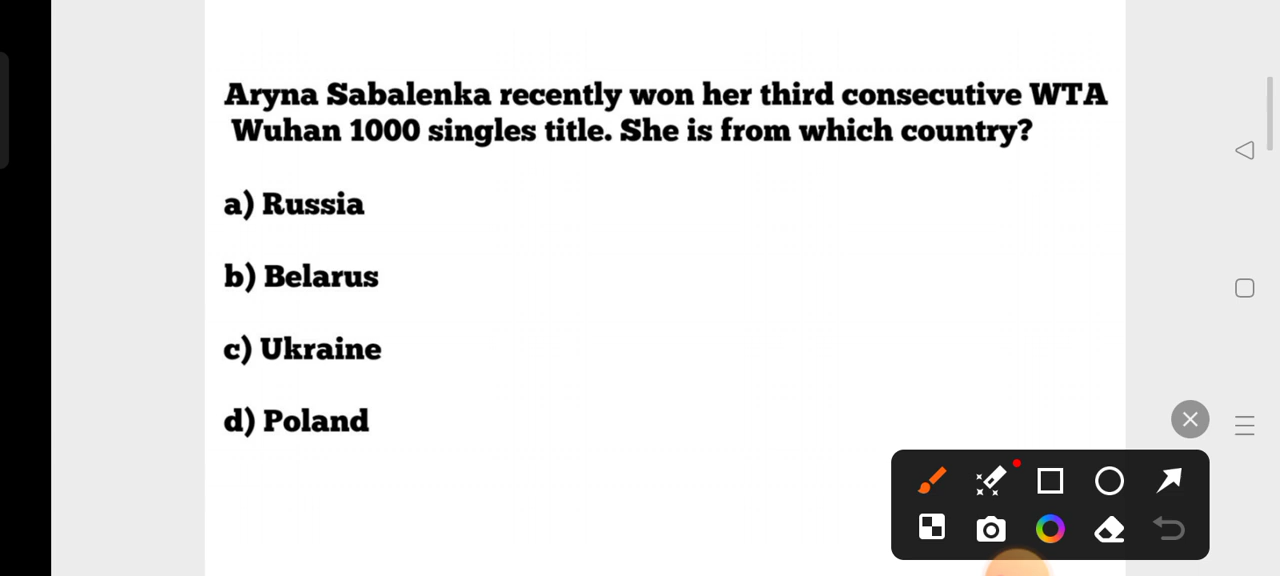 Aryna Sabalenka recently won her third consecutive WTA
Wuhan 1000 singles title. She is from which country?
a) Russia
b) Belarus
c) Ukraine
d) Poland